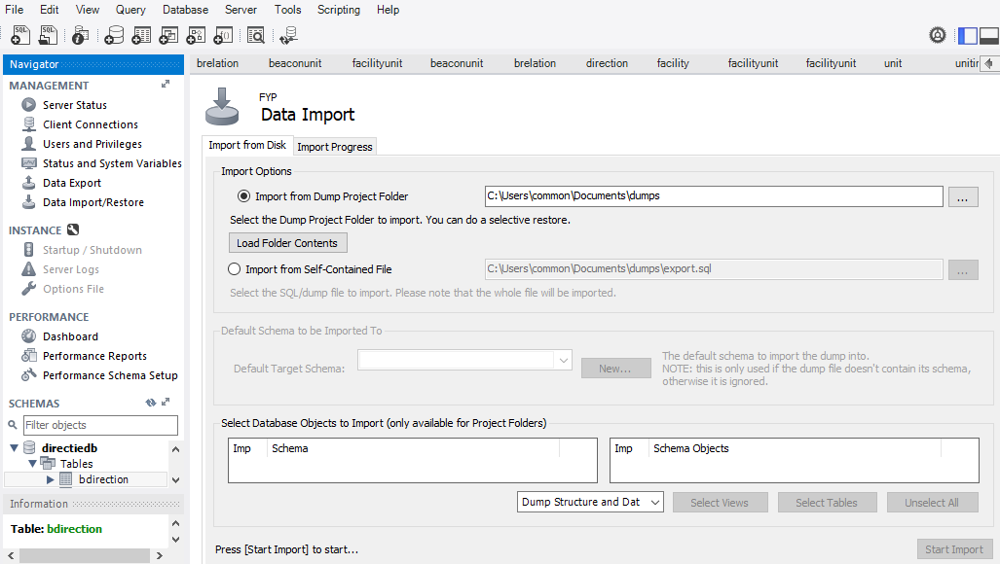 File Edit View Query Database Server Tools Scripting Help
SQL SQL
Navigator
brelation beaconunit facilityunit beaconunit brelation direction facility facilityunit facilityunit unit
MANAGEMENT
Server Status
Client Connections
Users and Privileges
Status and System Variables
Data Export
Data Import/Restore
INSTANCE
Startup / Shutdown
Server Logs
Options File
PERFORMANCE
Dashboard
Performance Reports
Performance Schema Setup
SCHEMAS
Filter objects
directiedb
Tables
bdirection
Information
Table: bdirection
FYP
Data Import
Import from Disk Import Progress
Import Options
Import from Dump Project Folder C:\Users\common\Documents\dumps ...
Select the Dump Project Folder to import. You can do a selective restore.
Load Folder Contents
Import from Self-Contained File C:\Users\common\Documents\dumps\export.sql ...
Select the SQL/dump file to import. Please note that the whole file will be imported.
Default Schema to be Imported To
Default Target Schema: New...
The default schema to import the dump into.
NOTE: this is only used if the dump file doesn't contain its schema,
otherwise it is ignored.
Select Database Objects to Import (only available for Project Folders)
Imp Schema Imp Schema Objects
Dump Structure and Dat Select Views Select Tables Unselect All
Press [Start Import] to start... Start Import